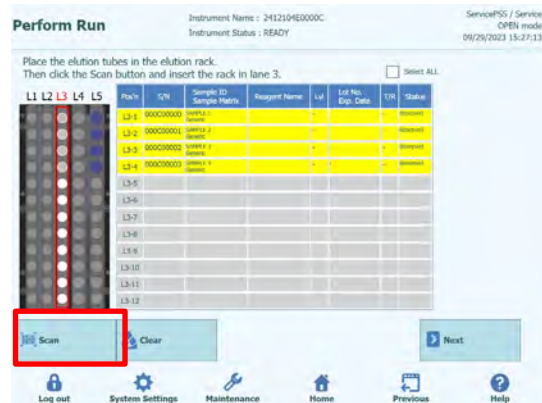 Perform Run
Instrument Name : 2412104E0000C
Instrument Status : READY
ServicePSS / Service
OPEN mode
09/29/2023 15:27:13
Place the elution tubes in the elution rack.
Then click the Scan button and insert the rack in lane 3.
Select ALL
L1 L2 L3 L4 L5
Pos'n S/N Sample ID Sample Matrix Reagent Name Lvl Lot No. Exp. Date T/R Status
L3-1 000C00000 SAMPLE Generic - - Reserved
L3-2 000C00001 SAMPLE 2 Generic Reserved
L3-3 000C00002 SAMPLE 3 Generic - - Reserved
L3-4 000C00003 SAMPLE Generic - - Reserved
L3-5
L3-6
L3-7
L3-8
L3-9
L3-10
L3-11
L3-12
Scan
Clear
Next
Log out
System Settings
Maintenance
Home
Previous
Help